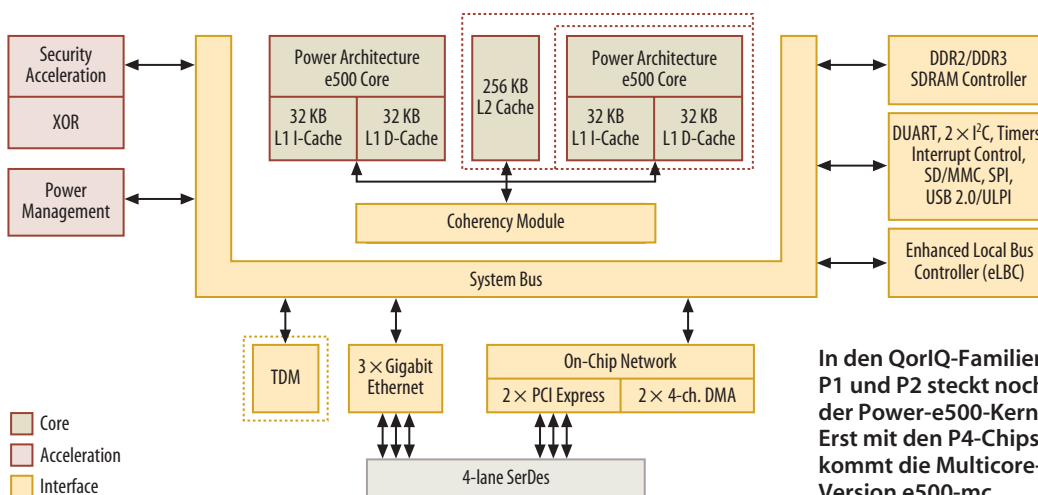 Security
Acceleration
XOR
Power
Management
Power Architecture
e500 Core
32 KB
L1 I-Cache
32 KB
L1 D-Cache
256 KB
L2 Cache
Power Architecture
e500 Core
32 KB
L1 I-Cache
32 KB
L1 D-Cache
Coherency Module
System Bus
DDR2/DDR3
SDRAM Controller
DUART, 2 × I²C, Timers
Interrupt Control,
SD/MMC, SPI,
USB 2.0/ULPI
Enhanced Local Bus
Controller (eLBC)
TDM
3 × Gigabit
Ethernet
On-Chip Network
2 × PCI Express
2 × 4-ch. DMA
4-lane SerDes
Core
Acceleration
Interface
In den QorIQ-Familien
P1 und P2 steckt noch
der Power-e500-Kern.
Erst mit den P4-Chips
kommt die Multicore-
Version e500-mc